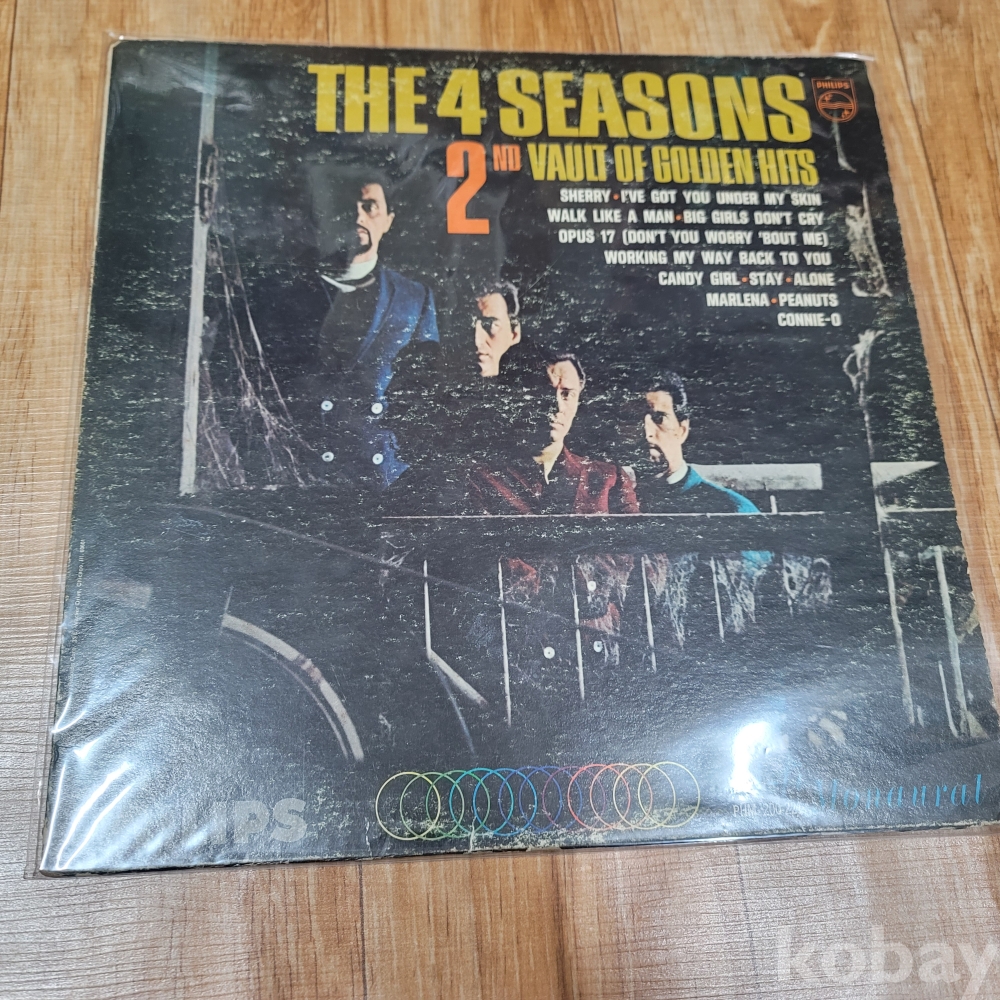 THE 4 SEASONS
PHILIPS
2ND VAULT OF GOLDEN HITS
SHERRY • I'VE GOT YOU UNDER MY SKIN
WALK LIKE A MAN • BIG GIRLS DON'T CRY
OPUS 17 (DON'T YOU WORRY 'BOUT ME)
WORKING MY WAY BACK TO YOU
CANDY GIRL • STAY • ALONE
MARLENA • PEANUTS
CONNIE-O
IPS
Monaural
kobay